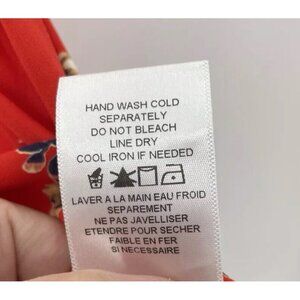 HAND WASH COLD
SEPARATELY
DO NOT BLEACH
LINE DRY
COOL IRON IF NEEDED
LAVER A LA MAIN EAU FROID
SEPAREMENT
NE PAS JAVELLISER
ETENDRE POUR SECHER
FAIBLE EN FER
SI NECESSAIRE